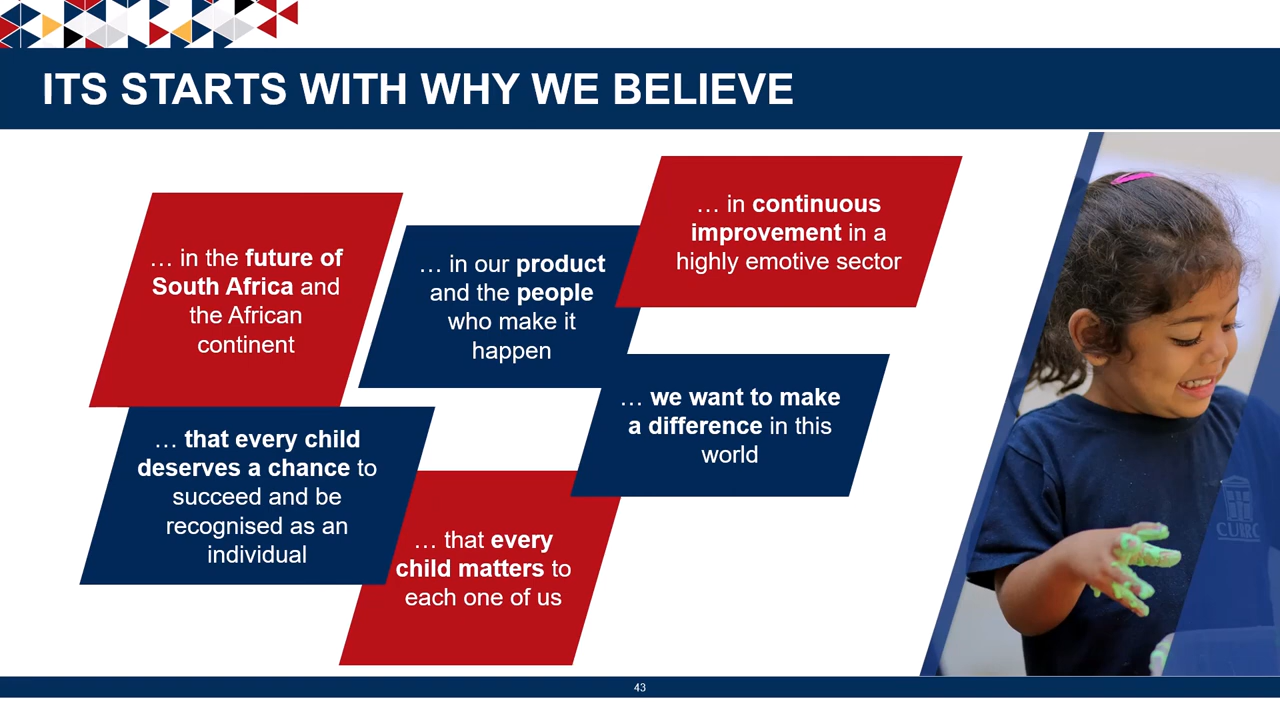 ITS STARTS WITH WHY WE BELIEVE
… in the future of
South Africa and
the African
continent
… in our product
and the people
who make it
happen
… in continuous
improvement in a
highly emotive sector
… that every child
deserves a chance to
succeed and be
recognised as an
individual
… that every
child matters to
each one of us
… we want to make
a difference in this
world
43